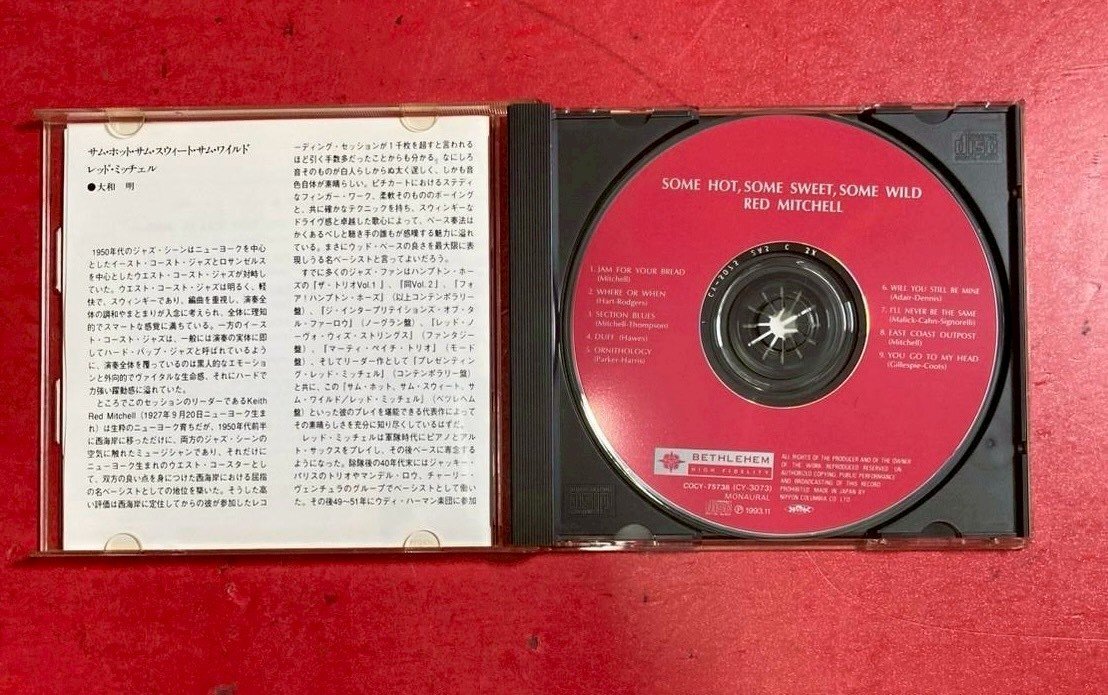 サム・ホット・サム・スウィート・サム・ワイルド
レッド・ミッチェル
●大和 明
1950年代のジャズ・シーンはニューヨークを中心
としたイースト・コースト・ジャズとロサンゼルス
を中心としたウエスト・コースト・ジャズが対峙し
ていた。ウエスト・コースト・ジャズは明るく、軽
快で、スウィンギーであり、編曲を重視し、演奏全
体の調和やまとまりが入念に考えられ、全体に理知
的でスマートな感覚に満ちている。一方のイース
ト・コースト・ジャズは、一般には演奏の実体に即
してハード・バップ・ジャズと呼ばれているよう
に、演奏全体を覆っているのは黒人的なエモーショ
ンと外向的でヴァイタルな生命感、それにハードで
力強い躍動感に溢れていた。
ところでこのセッションのリーダーであるKeith
Red Mitchell（1927年9月20日ニューヨーク生ま
れ）は生粋のニューヨーク育ちだが、1950年代前半
に西海岸に移っただけに、両方のジャズ・シーンの
空気に触れたミュージシャンであり、それだけに
ニューヨーク生まれのウエスト・コースターとし
て、双方の良い点を身につけた西海岸における屈指
の名ベーシストとしての地位を築いた。そうした高
い評価は西海岸に定住してからの彼が参加したレコ
ーディング・セッションが1千枚を超すと言われる
ほど引く手数多だったことからも分かる。なにしろ
音そのものが白人らしからぬ太く逞しく、しかも音
色自体が素晴らしい。ピチカートにおけるステディ
なフィンガー・ワーク、柔軟そのもののボーイング
と、共に確かなテクニックを持ち、スウィンギーな
ドライヴ感と卓越した歌心によって、ベース奏法は
かくあるべしと聴き手の誰もが感嘆する魅力に溢れ
ている。まさにウッド・ベースの良さを最大限に表
現しうる名ベーシストと言ってよいだろう。
すでに多くのジャズ・ファンはハンプトン・ホー
ズの『ザ・トリオVol.1』、『同Vol.2』、『フォ
ア！ハンプトン・ホーズ』（以上コンテンポラリー
盤）、『ジ・インタープリテイションズ・オブ・タ
ル・ファーロウ』（ノーグラン盤）、『レッド・ノ
ーヴォ・ウィズ・ストリングス』（ファンタジー
盤）、『マーティ・ペイチ・トリオ』（モード
盤）、そしてリーダー作として『プレゼンティン
グ・レッド・ミッチェル』（コンテンポラリー盤）
と共に、この『サム・ホット、サム・スウィート、サ
ム・ワイルド/レッド・ミッチェル』（ベツレヘム
盤）といった彼のプレイを堪能できる代表作によって
その素晴らしさを充分に知り尽くしているはずだ。
レッド・ミッチェルは軍隊時代にピアノとアル
ト・サックスをプレイし、その後ベースに専念する
ようになった。除隊後の40年代末にはジャッキー・
パリスのトリオやマンデル・ロウ、チャーリー・
ヴェンチュラのグループでベーシストとして働い
た。その後49〜51年にウディ・ハーマン楽団に参加
SOME HOT, SOME SWEET, SOME WILD
RED MITCHELL
1. JAM FOR YOUR BREAD
(Mitchell)
2. WHERE OR WHEN
(Hart-Rodgers)
3. SECTION BLUES
(Mitchell-Thompson)
4. DUFF (Hawes)
5. ORNITHOLOGY
(Parker-Harris)
6. WILL YOU STILL BE MINE
(Adair-Dennis)
7. I'LL NEVER BE THE SAME
(Malick-Cahn-Signorelli)
8. EAST COAST OUTPOST
(Mitchell)
9. YOU GO TO MY HEAD
(Gillespie-Coots)
BETHLEHEM
HIGH FIDELITY
COCY-75738 (CY-3073)
MONAURAL
℗ 1993.11
ALL RIGHTS OF THE PRODUCER AND OF THE OWNER
OF THE WORK REPRODUCED RESERVED UN-
AUTHORIZED COPYING, PUBLIC PERFORMANCE
AND BROADCASTING OF THIS RECORD
PROHIBITED. MADE IN JAPAN BY
NIPPON COLUMBIA CO., LTD.